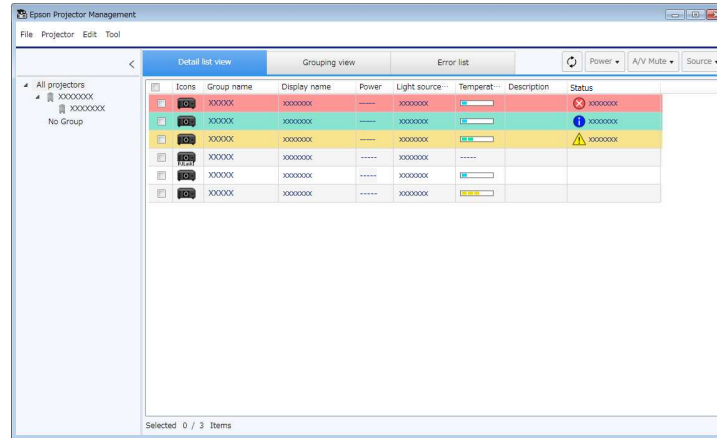 Epson Projector Management
File Projector Edit Tool
< Detail list view Grouping view Error list Power A/V Mute Source
All projectors
XXXXXXX
XXXXXXX
No Group
Icons Group name Display name Power Light source··· Temperat··· Description Status
XXXXX xxxxxxx ----- xxxxxxx xxxxxxx
XXXXX xxxxxxx ----- xxxxxxx xxxxxxx
XXXXX xxxxxxx ----- xxxxxxx xxxxxxx
PJLink XXXXX xxxxxxx ----- xxxxxxx -----
XXXXX xxxxxxx ----- xxxxxxx
XXXXX xxxxxxx ----- xxxxxxx
Selected 0 / 3 Items